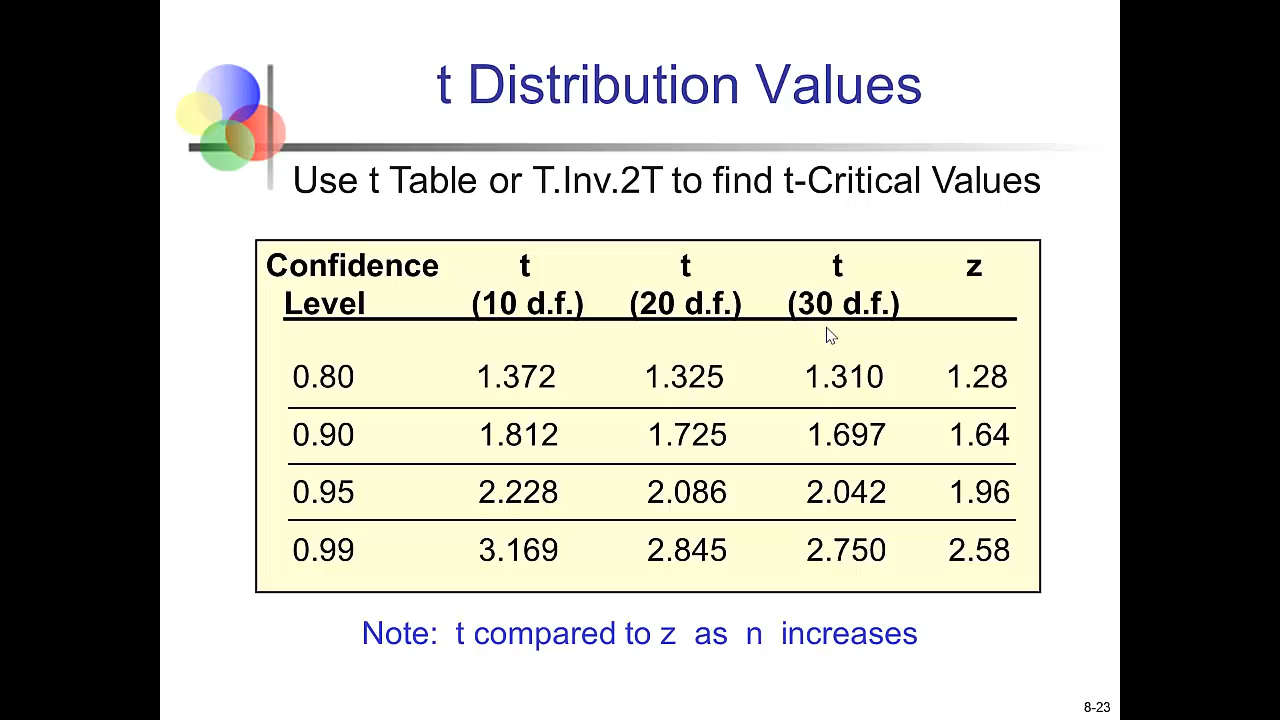 t Distribution Values
Use t Table or T.Inv.2T to find t-Critical Values
Confidence t t t z
Level (10 d.f.) (20 d.f.) (30 d.f.)
0.80 1.372 1.325 1.310 1.28
0.90 1.812 1.725 1.697 1.64
0.95 2.228 2.086 2.042 1.96
0.99 3.169 2.845 2.750 2.58
Note: t compared to z as n increases
8-23